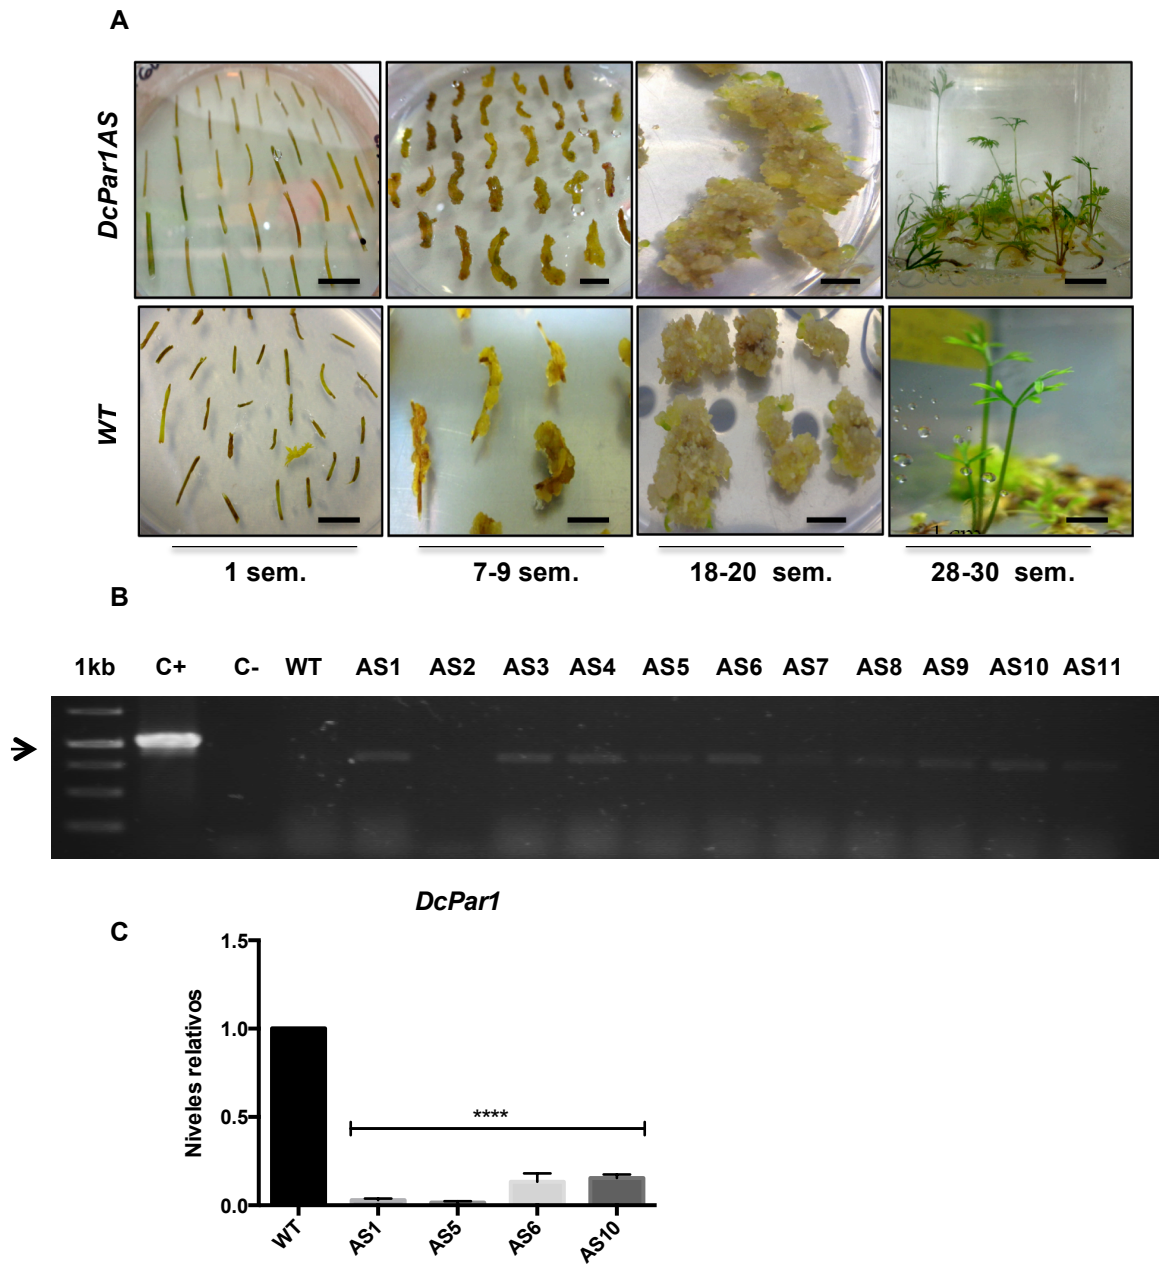 A
DcPar1AS
WT
1 sem.
7-9 sem.
18-20 sem.
28-30 sem.
B
1kb C+ C- WT AS1 AS2 AS3 AS4 AS5 AS6 AS7 AS8 AS9 AS10 AS11
DcPar1
C
Niveles relativos
1.5
1.0
0.5
0.0
****
WT AS1 AS5 AS6 AS10